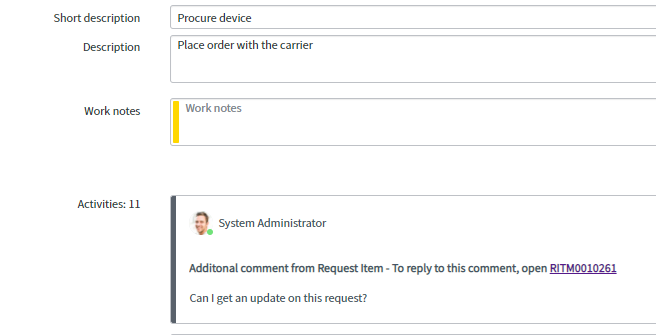 Short description
Procure device
Description
Place order with the carrier
Work notes
Work notes
Activities: 11
System Administrator
Additonal comment from Request Item - To reply to this comment, open RITM0010261
Can I get an update on this request?